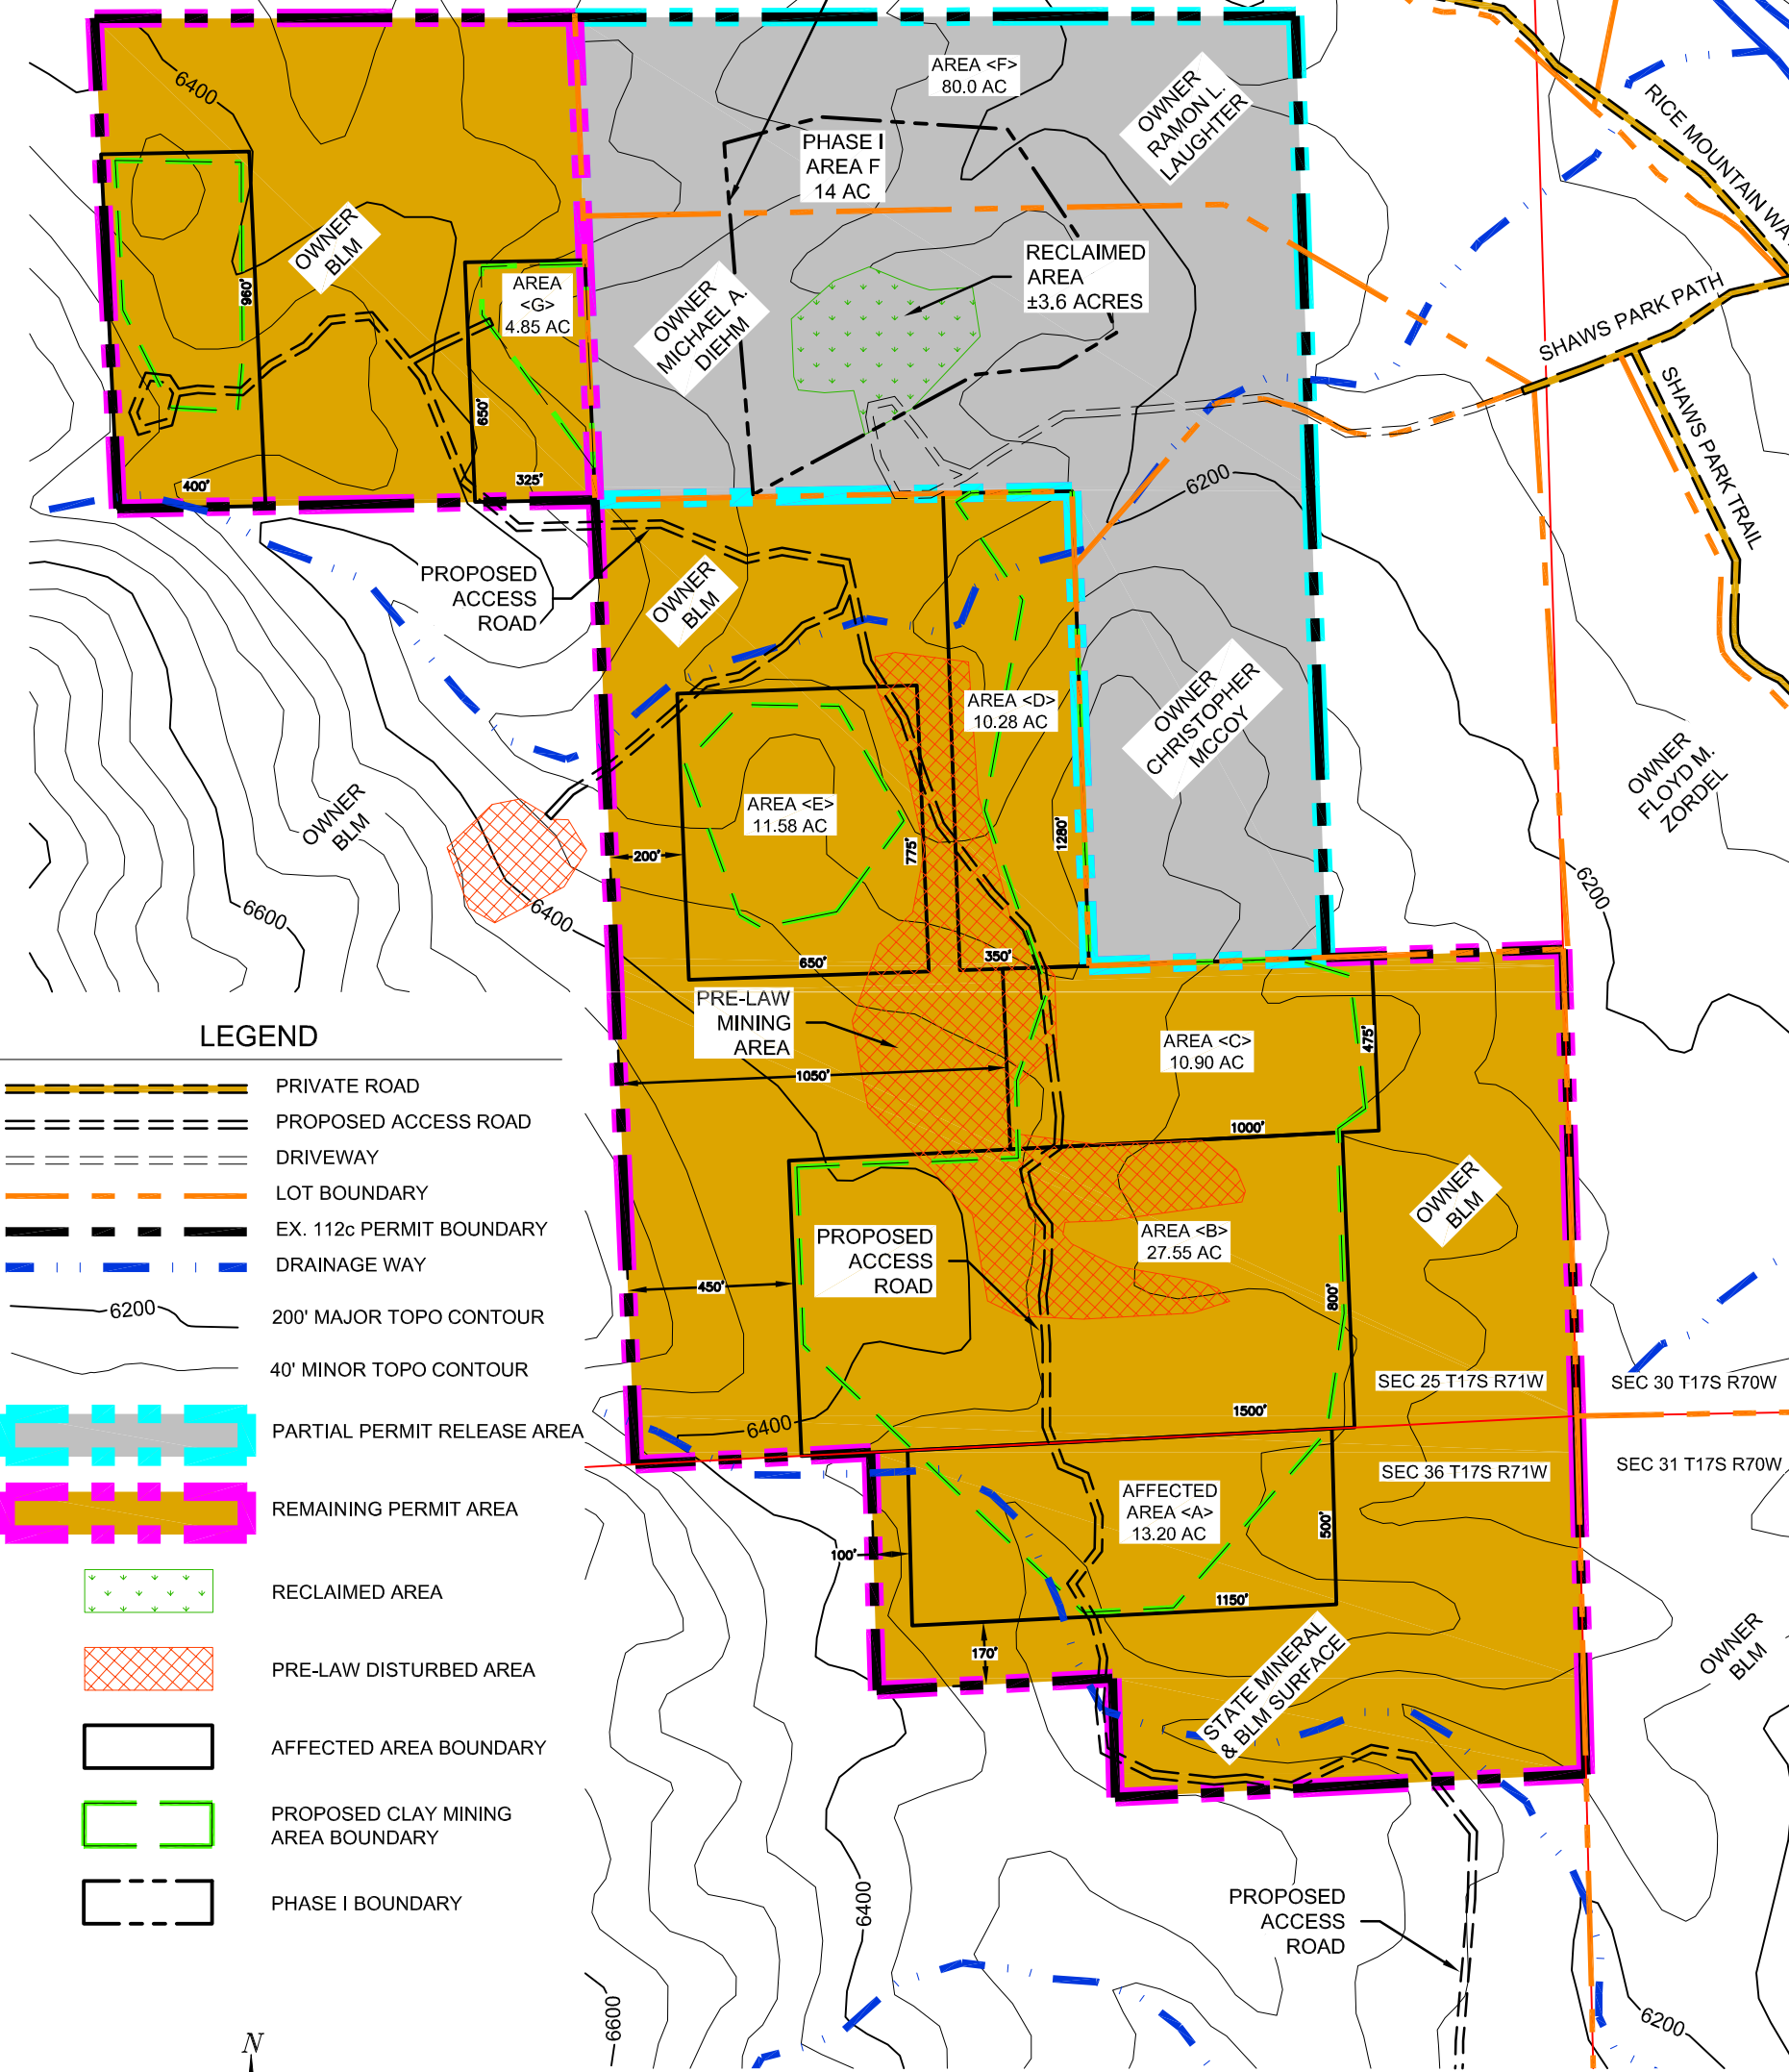 6400
AREA <F>
80.0 AC
OWNER
RAMON L.
LAUGHTER
RICE MOUNTAIN WA
PHASE I
AREA F
14 AC
OWNER
BLM
960'
AREA
<G>
4.85 AC
OWNER
MICHAEL A.
DIEHM
RECLAIMED
AREA
±3.6 ACRES
SHAWS PARK PATH
SHAWS PARK TRAIL
650'
400'
325'
6200
PROPOSED
ACCESS
ROAD
OWNER
BLM
AREA <D>
10.28 AC
OWNER
CHRISTOPHER
MCCOY
OWNER
FLOYD M.
ZORDEL
OWNER
BLM
AREA <E>
11.58 AC
200'
775'
1280'
6600
6400
6200
650'
350'
PRE-LAW
MINING
AREA
AREA <C>
10.90 AC
475'
1050'
1000'
OWNER
BLM
PROPOSED
ACCESS
ROAD
AREA <B>
27.55 AC
450'
800'
SEC 25 T17S R71W
SEC 30 T17S R70W
1500'
6400
SEC 36 T17S R71W
SEC 31 T17S R70W
AFFECTED
AREA <A>
13.20 AC
500'
100'
1150'
170'
STATE MINERAL
& BLM SURFACE
OWNER
BLM
PROPOSED
ACCESS
ROAD
6400
6600
6200
LEGEND
PRIVATE ROAD
PROPOSED ACCESS ROAD
DRIVEWAY
LOT BOUNDARY
EX. 112c PERMIT BOUNDARY
DRAINAGE WAY
6200
200' MAJOR TOPO CONTOUR
40' MINOR TOPO CONTOUR
PARTIAL PERMIT RELEASE AREA
REMAINING PERMIT AREA
RECLAIMED AREA
PRE-LAW DISTURBED AREA
AFFECTED AREA BOUNDARY
PROPOSED CLAY MINING
AREA BOUNDARY
PHASE I BOUNDARY
N